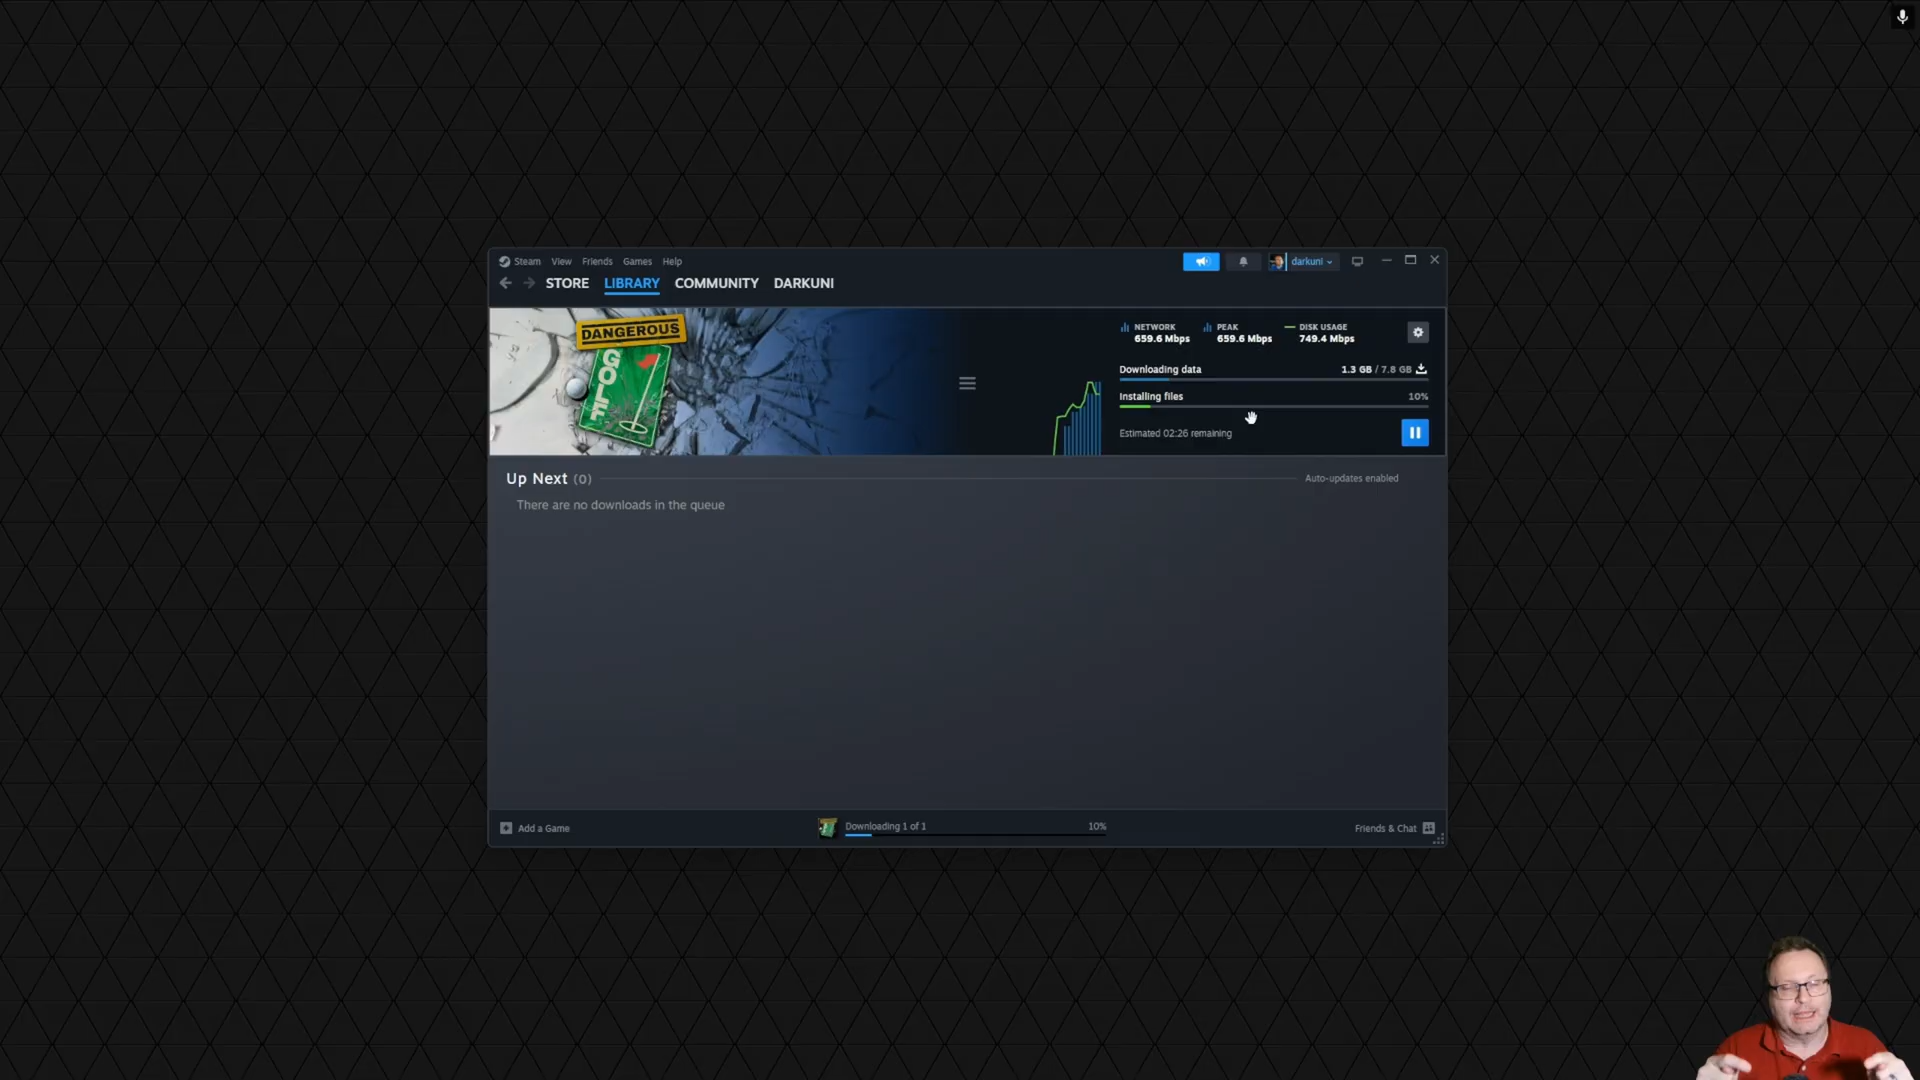 Steam View Friends Games Help
darkuni
STORE LIBRARY COMMUNITY DARKUNI
DANGEROUS
GOLF
NETWORK
659.6 Mbps
PEAK
659.6 Mbps
DISK USAGE
749.4 Mbps
Downloading data 1.3 GB / 7.8 GB
Installing files 10%
Estimated 02:26 remaining
Up Next (0) Auto-updates enabled
There are no downloads in the queue
Add a Game
Downloading 1 of 1 10%
Friends & Chat